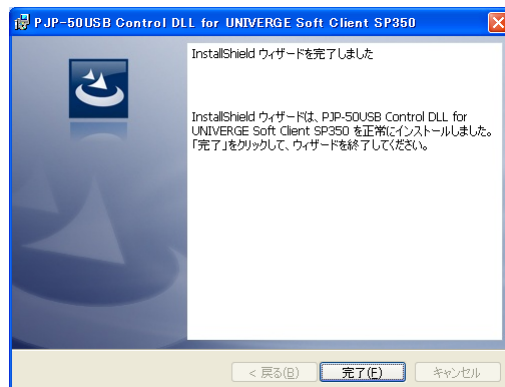 PJP-50USB Control DLL for UNIVERGE Soft Client SP350
InstallShield ウィザードを完了しました
InstallShield ウィザードは、PJP-50USB Control DLL for
UNIVERGE Soft Client SP350 を正常にインストールしました。
「完了」をクリックして、ウィザードを終了してください。
< 戻る(B)
完了(F)
キャンセル